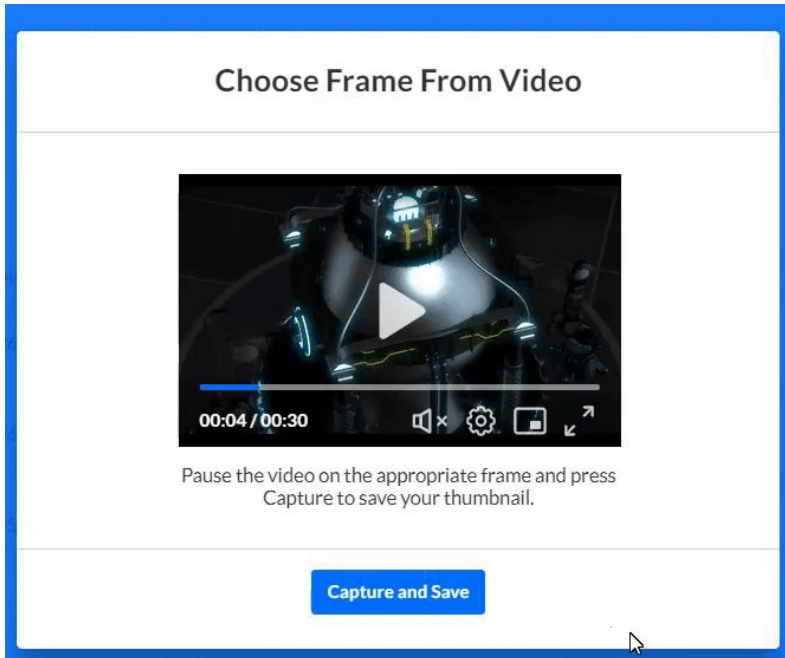 Choose Frame From Video
00:04 / 00:30
Pause the video on the appropriate frame and press
Capture to save your thumbnail.
Capture and Save